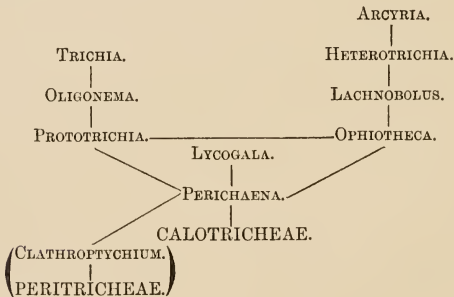 ARCYRIA.
TRICHIA.
HETEROTRICHIA.
OLIGONEMA.
LACHNOBOLUS.
PROTOTRICHIA.
OPHIOTHECA.
LYCOGALA.
PERICHAENA.
CALOTRICHEAE.
(CLATHROPTYCHIUM.
PERITRICHEAE.)